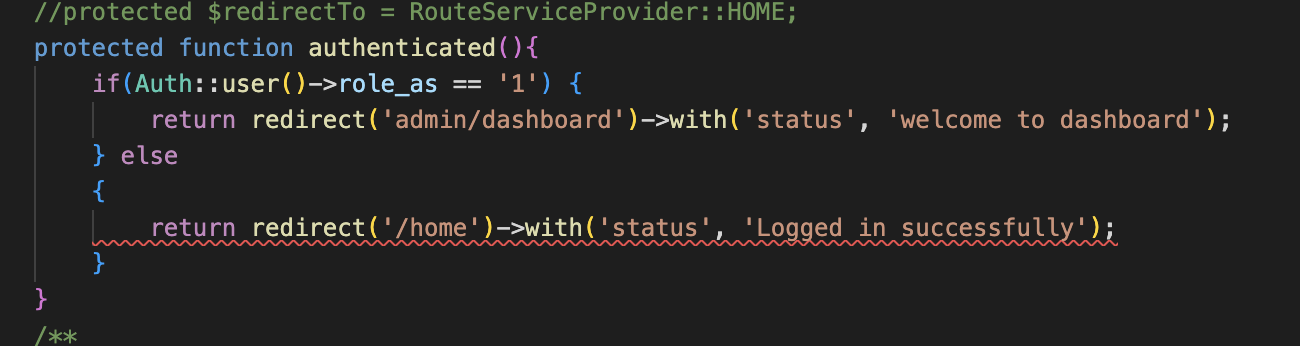 //protected $redirectTo = RouteServiceProvider::HOME;
protected function authenticated(){
if(Auth::user()->role_as == '1') {
return redirect('admin/dashboard')->with('status', 'welcome to dashboard');
} else
{
return redirect('/home')->with('status', 'Logged in successfully');
}
}
/**